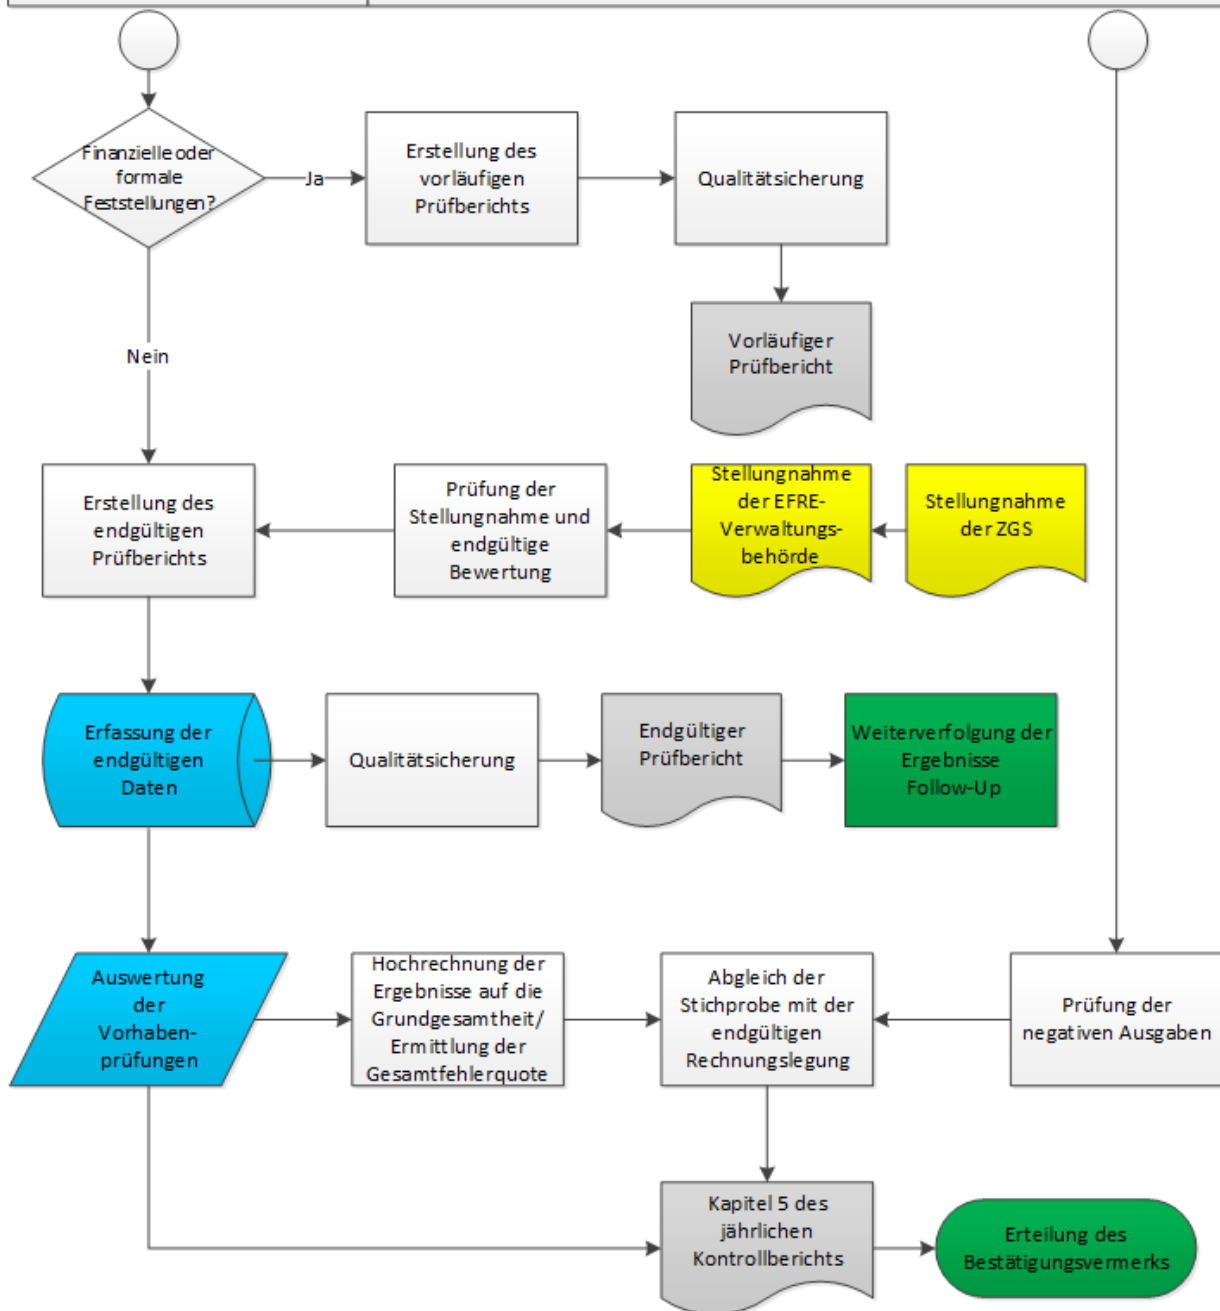 Finanzielle oder
formale
Feststellungen?
Ja
Erstellung des
vorläufigen
Prüfberichts
Qualitätsicherung
Vorläufiger
Prüfbericht
Nein
Erstellung des
endgültigen
Prüfberichts
Prüfung der
Stellungnahme und
endgültige
Bewertung
Stellungnahme
der EFRE-
Verwaltungs-
behörde
Stellungnahme
der ZGS
Erfassung der
endgültigen
Daten
Qualitätsicherung
Endgültiger
Prüfbericht
Weiterverfolgung der
Ergebnisse
Follow-Up
Auswertung
der
Vorhaben-
prüfungen
Hochrechnung der
Ergebnisse auf die
Grundgesamtheit/
Ermittlung der
Gesamtfehlerquote
Abgleich der
Stichprobe mit der
endgültigen
Rechnungslegung
Prüfung der
negativen Ausgaben
Kapitel 5 des
jährlichen
Kontrollberichts
Erteilung des
Bestätigungsvermerks